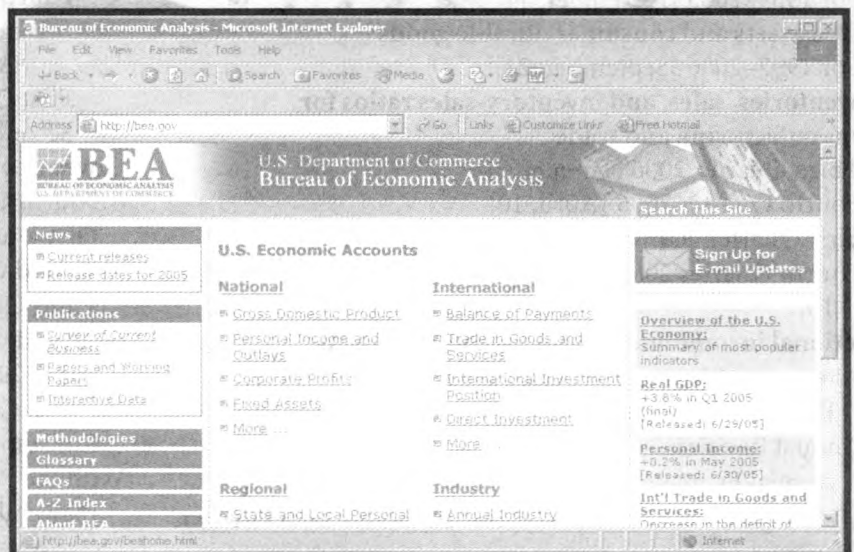 Bureau of Economic Analysis - Microsoft Internet Explorer
File Edit View Favorites Tools Help
Back Search Favorites Media
Address http://bea.gov Go Links Customize Links Free Hotmail
BEA
BUREAU OF ECONOMIC ANALYSIS
U.S. DEPARTMENT OF COMMERCE
U.S. Department of Commerce
Bureau of Economic Analysis
Search This Site
News
Current releases
Release dates for 2005
Publications
Survey of Current
Business
Papers and Working
Papers
Interactive Data
Methodologies
Glossary
FAQs
A-Z Index
About BEA
U.S. Economic Accounts
National
Gross Domestic Product
Personal Income and
Outlays
Corporate Profits
Fixed Assets
More ...
International
Balance of Payments
Trade in Goods and
Services
International Investment
Position
Direct Investment
More ...
Regional
State and Local Personal
Industry
Annual Industry
Sign Up for
E-mail Updates
Overview of the U.S.
Economy:
Summary of most popular
indicators
Real GDP:
+3.8% in Q1 2005
(final)
[Released: 6/29/05]
Personal Income:
+0.2% in May 2005
[Released: 6/30/05]
Int'l Trade in Goods and
Services:
Decrease in the deficit of
http://bea.gov/beahome.html
Internet